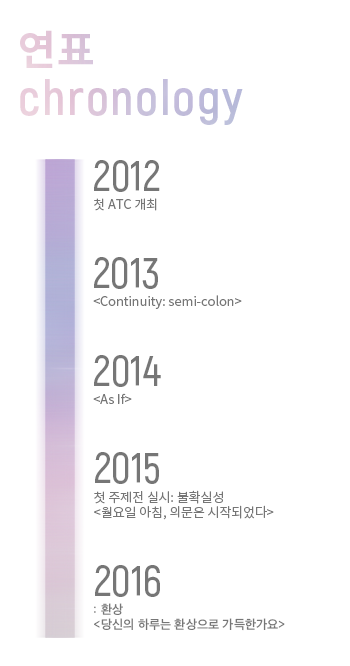 연표
chronology
2012
첫 ATC 개최
2013
<Continuity: semi-colon>
2014
<As If>
2015
첫 주제전 실시: 불확실성
<월요일 아침, 의문은 시작되었다>
2016
: 환상
<당신의 하루는 환상으로 가득한가요>